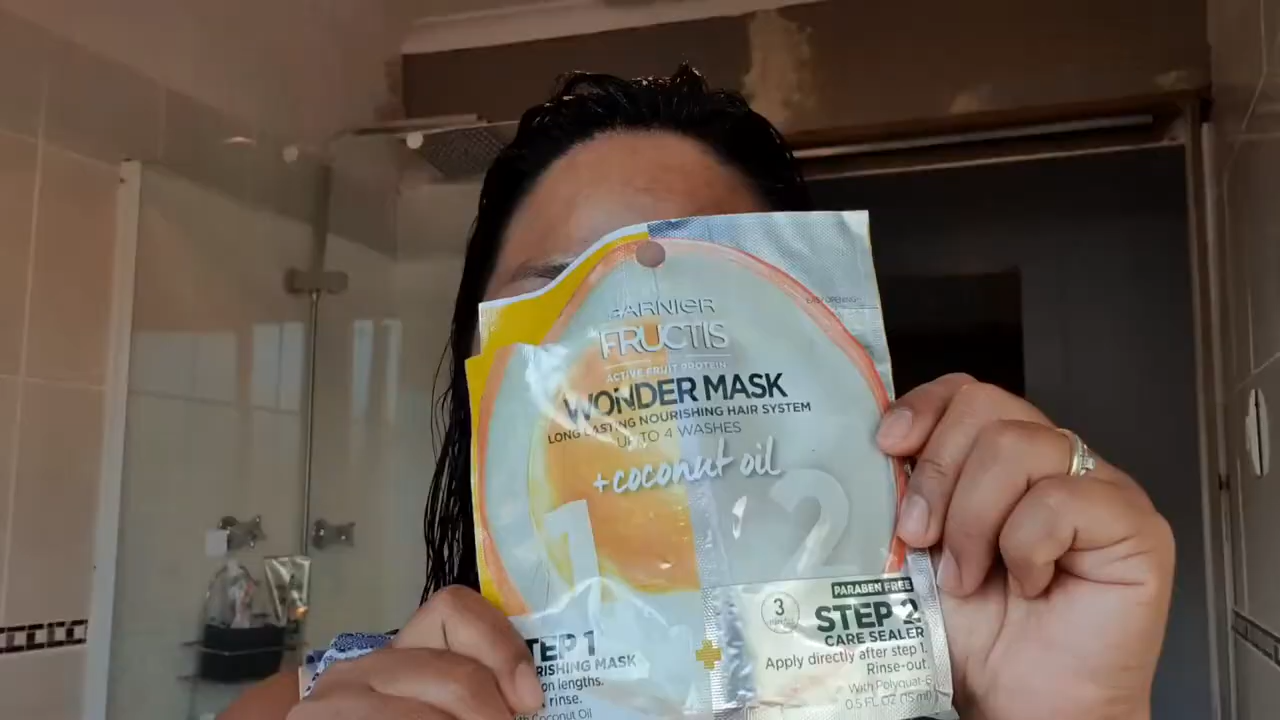 EASY OPENING
GARNIER
FRUCTIS
ACTIVE FRUIT PROTEIN
WONDER MASK
LONG LASTING NOURISHING HAIR SYSTEM
UP TO 4 WASHES
+coconut oil
1
2
TEP 1
RISHING MASK
on lengths.
rinse.
th Coconut Oil
PARABEN FREE
3
STEP 2
CARE SEALER
Apply directly after step 1.
Rinse-out.
With Polyquat-6
0.5 FL OZ (15 ml)